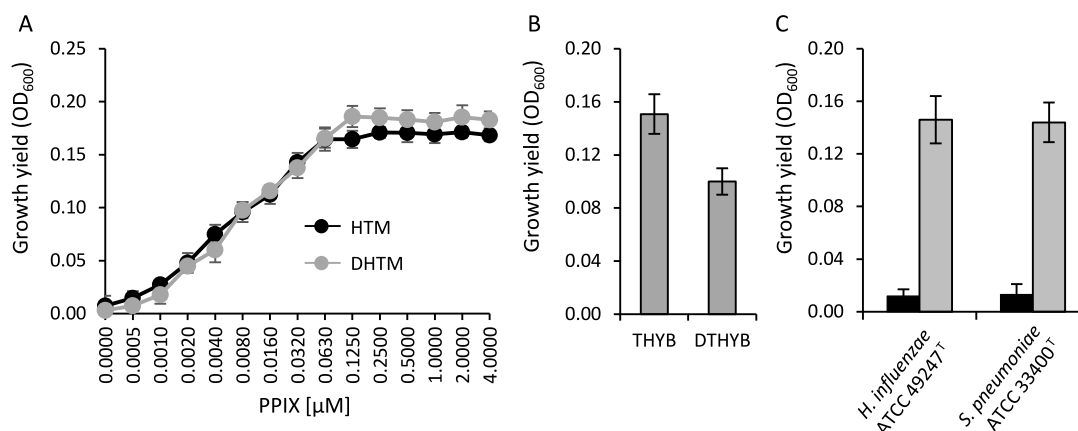 A
Growth yield (OD600)
0.25
0.20
0.15
0.10
0.05
0.00
HTM
DHTM
0.0000
0.0005
0.0010
0.0020
0.0040
0.0080
0.0160
0.0320
0.0630
0.1250
0.2500
0.5000
1.0000
2.0000
4.0000
PPIX [µM]
B
Growth yield (OD600)
0.20
0.16
0.12
0.08
0.04
0.00
THYB
DTHYB
C
Growth yield (OD600)
0.20
0.16
0.12
0.08
0.04
0.00
H. influenzae
ATCC 49247T
S. pneumoniae
ATCC 33400T